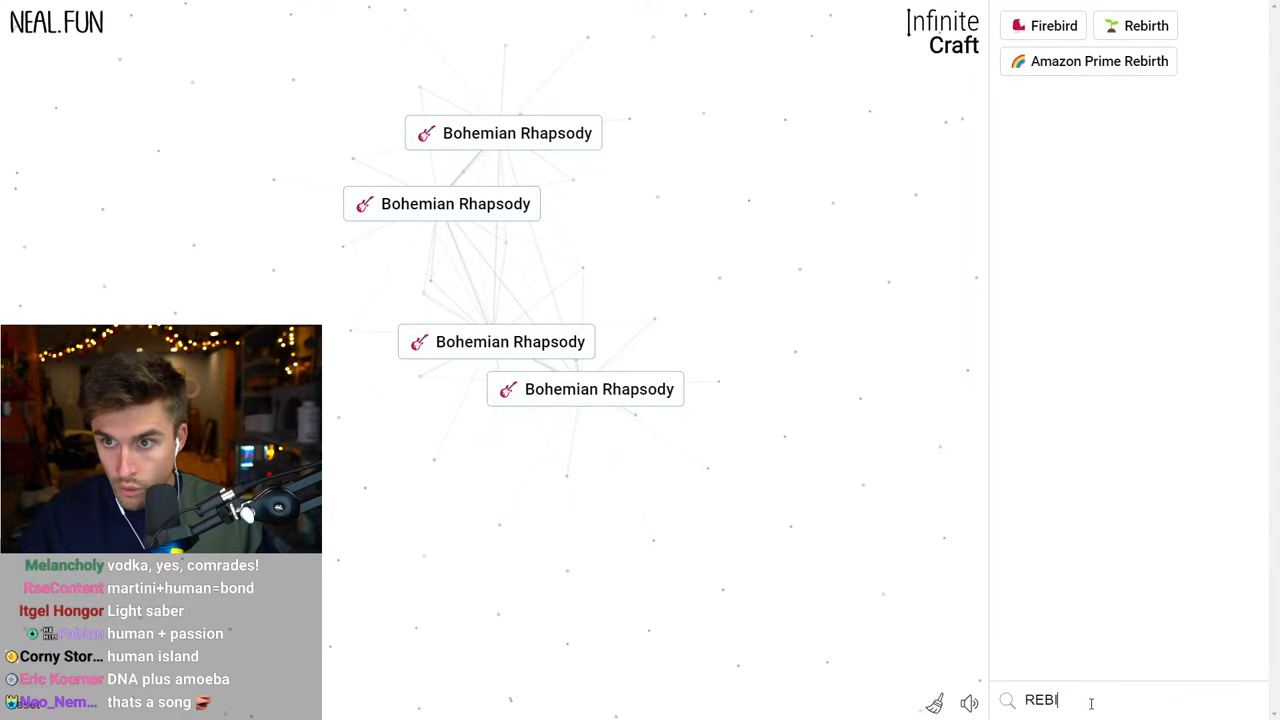 NEAL.FUN
Infinite
Craft
Firebird
Rebirth
Amazon Prime Rebirth
Bohemian Rhapsody
Bohemian Rhapsody
Bohemian Rhapsody
Bohemian Rhapsody
Melancholy vodka, yes, comrades!
RaeContent martini+human=bond
Itgel Hongor Light saber
Fabian human + passion
Corny Stor... human island
Eric Koerner DNA plus amoeba
Neo_Nem... thats a song
REBI